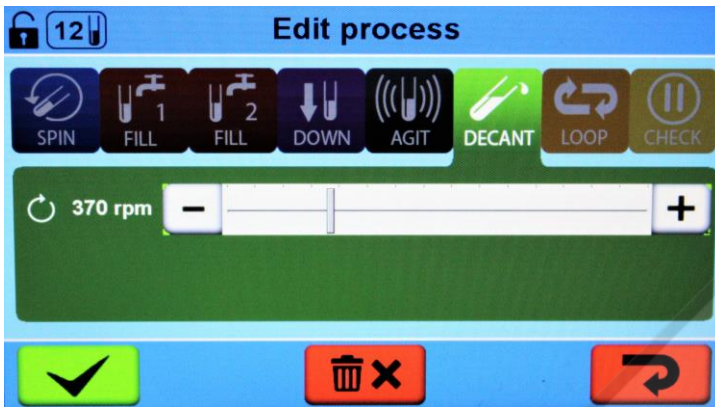 12 Edit process
SPIN
1 FILL
2 FILL
DOWN
AGIT
DECANT
LOOP
CHECK
370 rpm - +